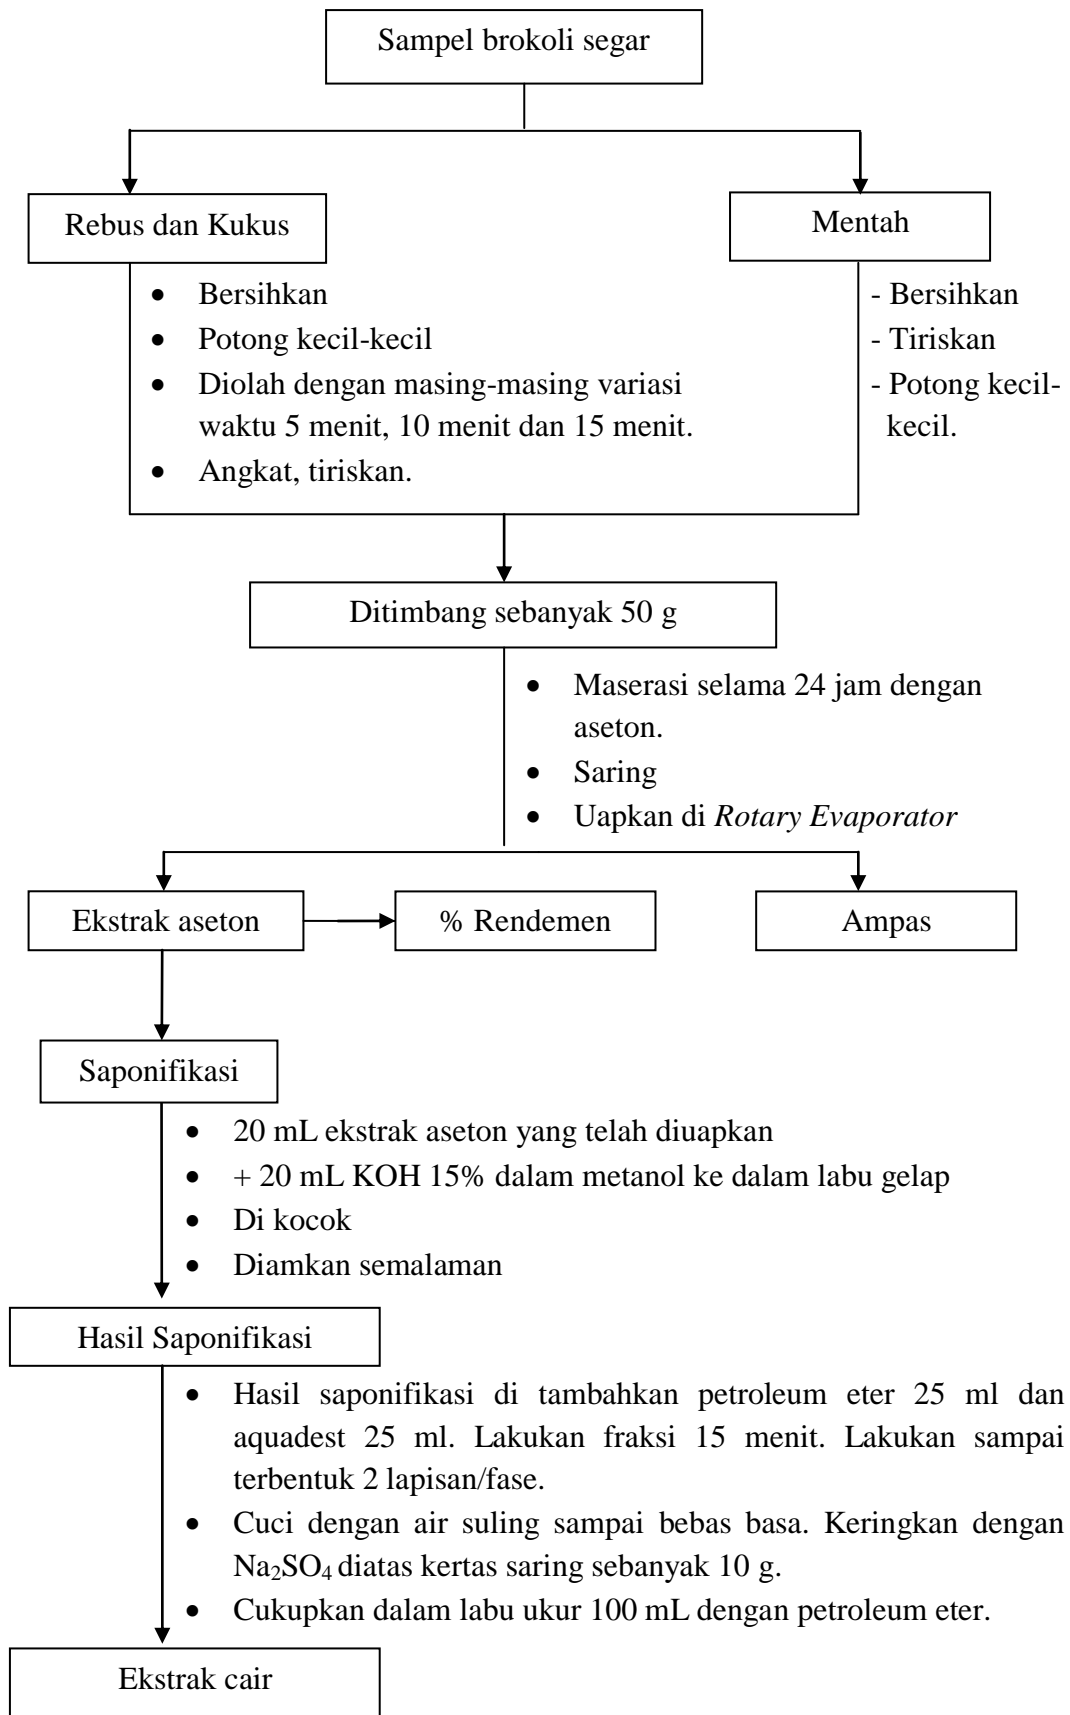 Sampel brokoli segar
Rebus dan Kukus
Mentah
• Bersihkan
• Potong kecil-kecil
• Diolah dengan masing-masing variasi
waktu 5 menit, 10 menit dan 15 menit.
• Angkat, tiriskan.
- Bersihkan
- Tiriskan
- Potong kecil-
kecil.
Ditimbang sebanyak 50 g
• Maserasi selama 24 jam dengan
aseton.
• Saring
• Uapkan di Rotary Evaporator
Ekstrak aseton
% Rendemen
Ampas
Saponifikasi
• 20 mL ekstrak aseton yang telah diuapkan
• + 20 mL KOH 15% dalam metanol ke dalam labu gelap
• Di kocok
• Diamkan semalaman
Hasil Saponifikasi
• Hasil saponifikasi di tambahkan petroleum eter 25 ml dan
aquadest 25 ml. Lakukan fraksi 15 menit. Lakukan sampai
terbentuk 2 lapisan/fase.
• Cuci dengan air suling sampai bebas basa. Keringkan dengan
Na₂SO₄ diatas kertas saring sebanyak 10 g.
• Cukupkan dalam labu ukur 100 mL dengan petroleum eter.
Ekstrak cair